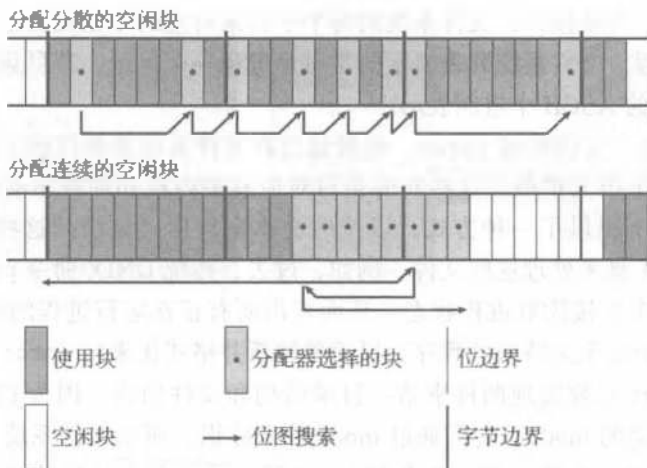 分配分散的空闲块
分配连续的空闲块
使用块
分配器选择的块
位边界
空闲块
位图搜索
字节边界